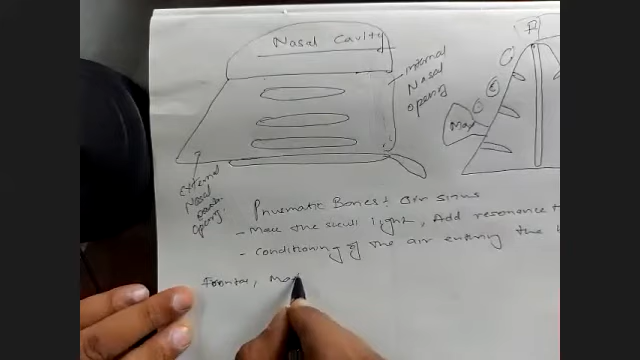 Nasal Cavity
internal
Nasal
opening
Max
External
Nasal
opening
Pneumatic Bones + air sinus
- Make the skull light, Add resonance
- Conditioning of the air entering the
Frontal, Ma